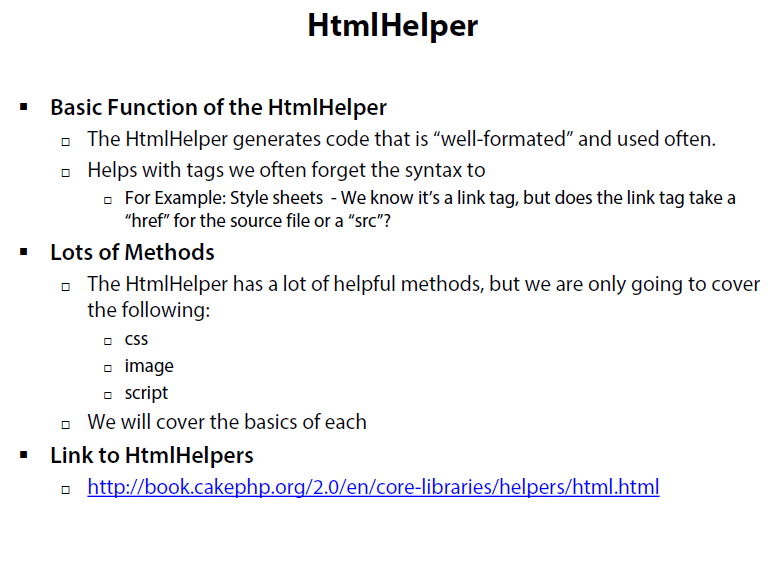 HtmlHelper
Basic Function of the HtmlHelper
The HtmlHelper generates code that is “well-formated” and used often.
Helps with tags we often forget the syntax to
For Example: Style sheets - We know it’s a link tag, but does the link tag take a
“href” for the source file or a “src”?
Lots of Methods
The HtmlHelper has a lot of helpful methods, but we are only going to cover
the following:
css
image
script
We will cover the basics of each
Link to HtmlHelpers
http://book.cakephp.org/2.0/en/core-libraries/helpers/html.html